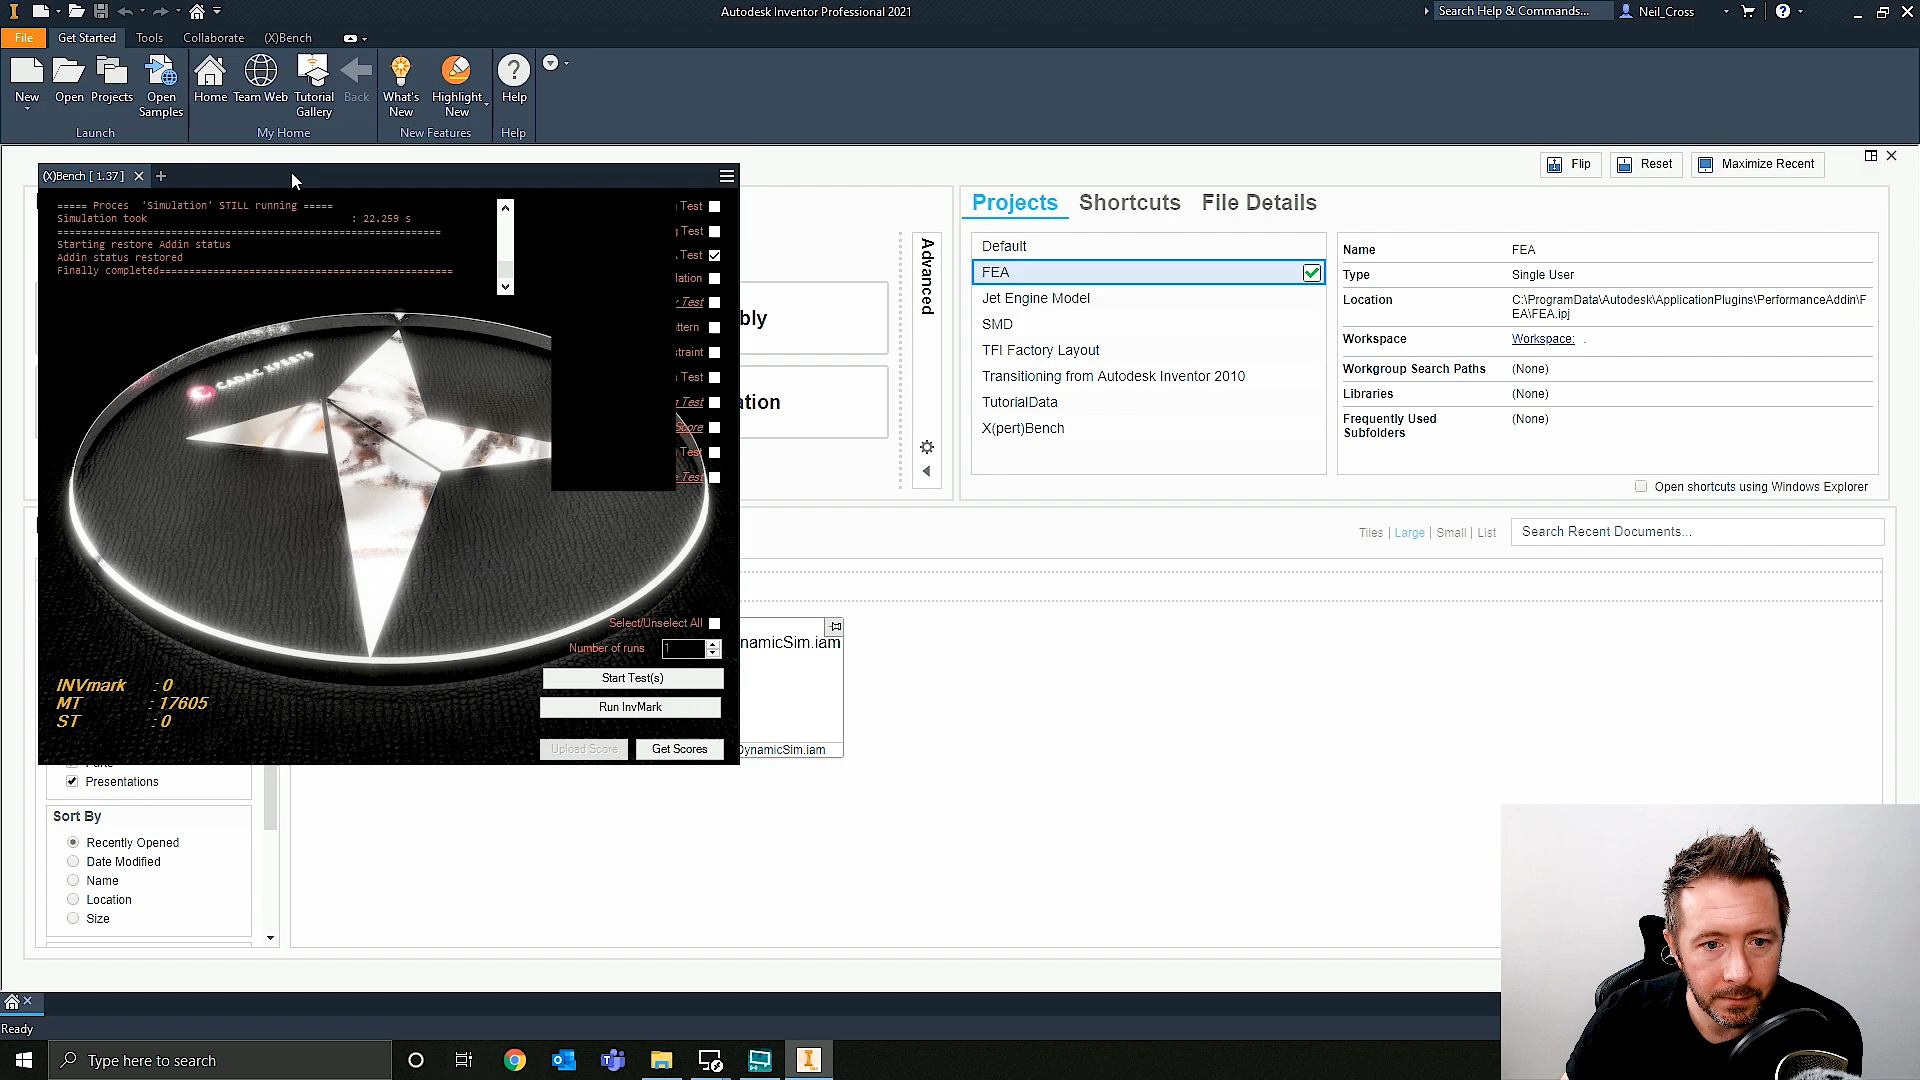 Autodesk Inventor Professional 2021
Search Help & Commands...
Neil_Cross
File
Get Started
Tools
Collaborate
(X)Bench
New
Open
Projects
Open Samples
Home
Team Web
Tutorial Gallery
Back
What's New
Highlight New
Help
Launch
My Home
New Features
Help
Flip
Reset
Maximize Recent
(X)Bench [ 1.37 ]
===== Proces 'Simulation' STILL running =====
Simulation took : 22.259 s
Starting restore Addin status
Addin status restored
Finally completed
CADAC XPERTS
Test
Test
Test
lation
Test
ttern
straint
Test
Test
Score
Test
Test
Select/Unselect All
Number of runs 1
Start Test(s)
Run InvMark
Upload Score
Get Scores
INVmark : 0
MT : 17605
ST : 0
bly
ation
Advanced
Projects
Shortcuts
File Details
Default
FEA
Jet Engine Model
SMD
TFI Factory Layout
Transitioning from Autodesk Inventor 2010
TutorialData
X(pert)Bench
Name FEA
Type Single User
Location C:\ProgramData\Autodesk\ApplicationPlugins\PerformanceAddin\F
EA\FEA.ipj
Workspace Workspace: .
Workgroup Search Paths (None)
Libraries (None)
Frequently Used Subfolders (None)
Open shortcuts using Windows Explorer
Tiles | Large | Small | List
Search Recent Documents...
namicSim.iam
DynamicSim.iam
Parts
Presentations
Sort By
Recently Opened
Date Modified
Name
Location
Size
Ready
Type here to search